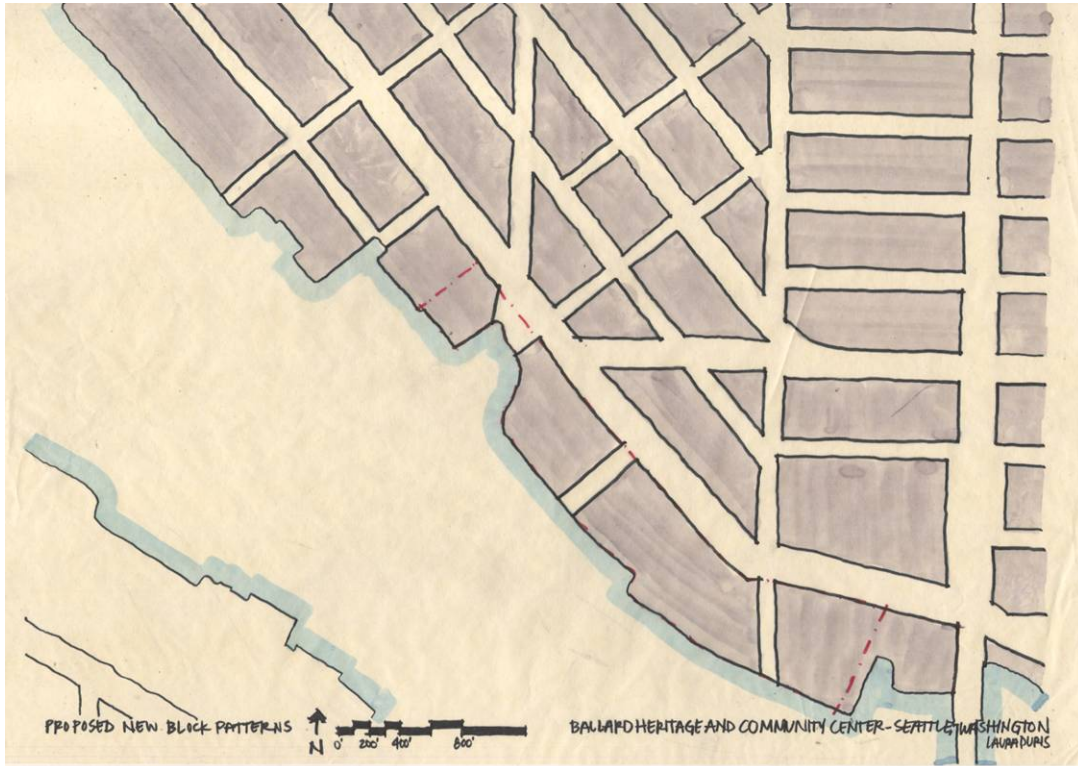 PROPOSED NEW BLOCK PATTERNS
N
0' 200' 400' 800'
BALLARD HERITAGE AND COMMUNITY CENTER - SEATTLE, WASHINGTON
LAURA DURIS